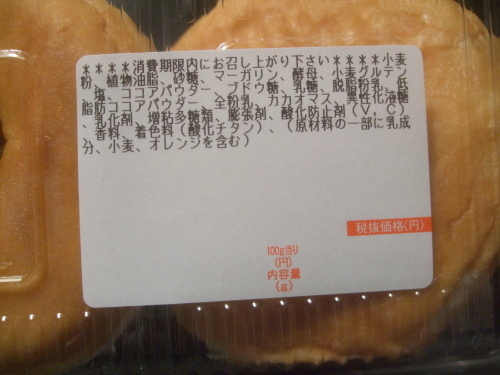 ＊＊＊＊消費期限内にお召し上がり下さい＊＊＊＊小麦
粉、植物油脂、砂糖、マーガリン、酵母、小麦グルテン
、塩、ココアパウダー、ブドウ糖、乳糖、脱脂粉乳、低
脂肪ココアパウダー、全粉乳、カカオマス、異性化液糖
、乳化剤、増粘多糖類、膨張剤、酸化防止剤（Ｖ．Ｃ）
、香料、着色料（酸化チタン）、（原材料の一部に乳成
分、小麦、オレンジを含む）
税抜価格(円)
100g当り
(円)
内容量
(g)